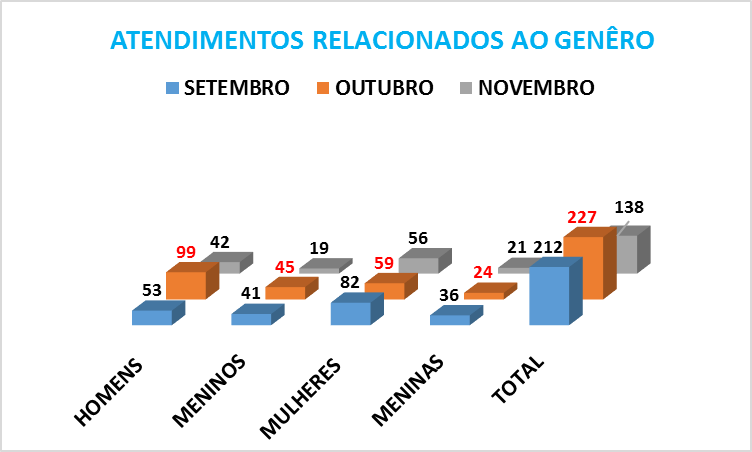 ATENDIMENTOS RELACIONADOS AO GENÊRO
SETEMBRO OUTUBRO NOVEMBRO
53 99 42
41 45 19
82 59 56
36 24 21
212 227 138
HOMENS
MENINOS
MULHERES
MENINAS
TOTAL